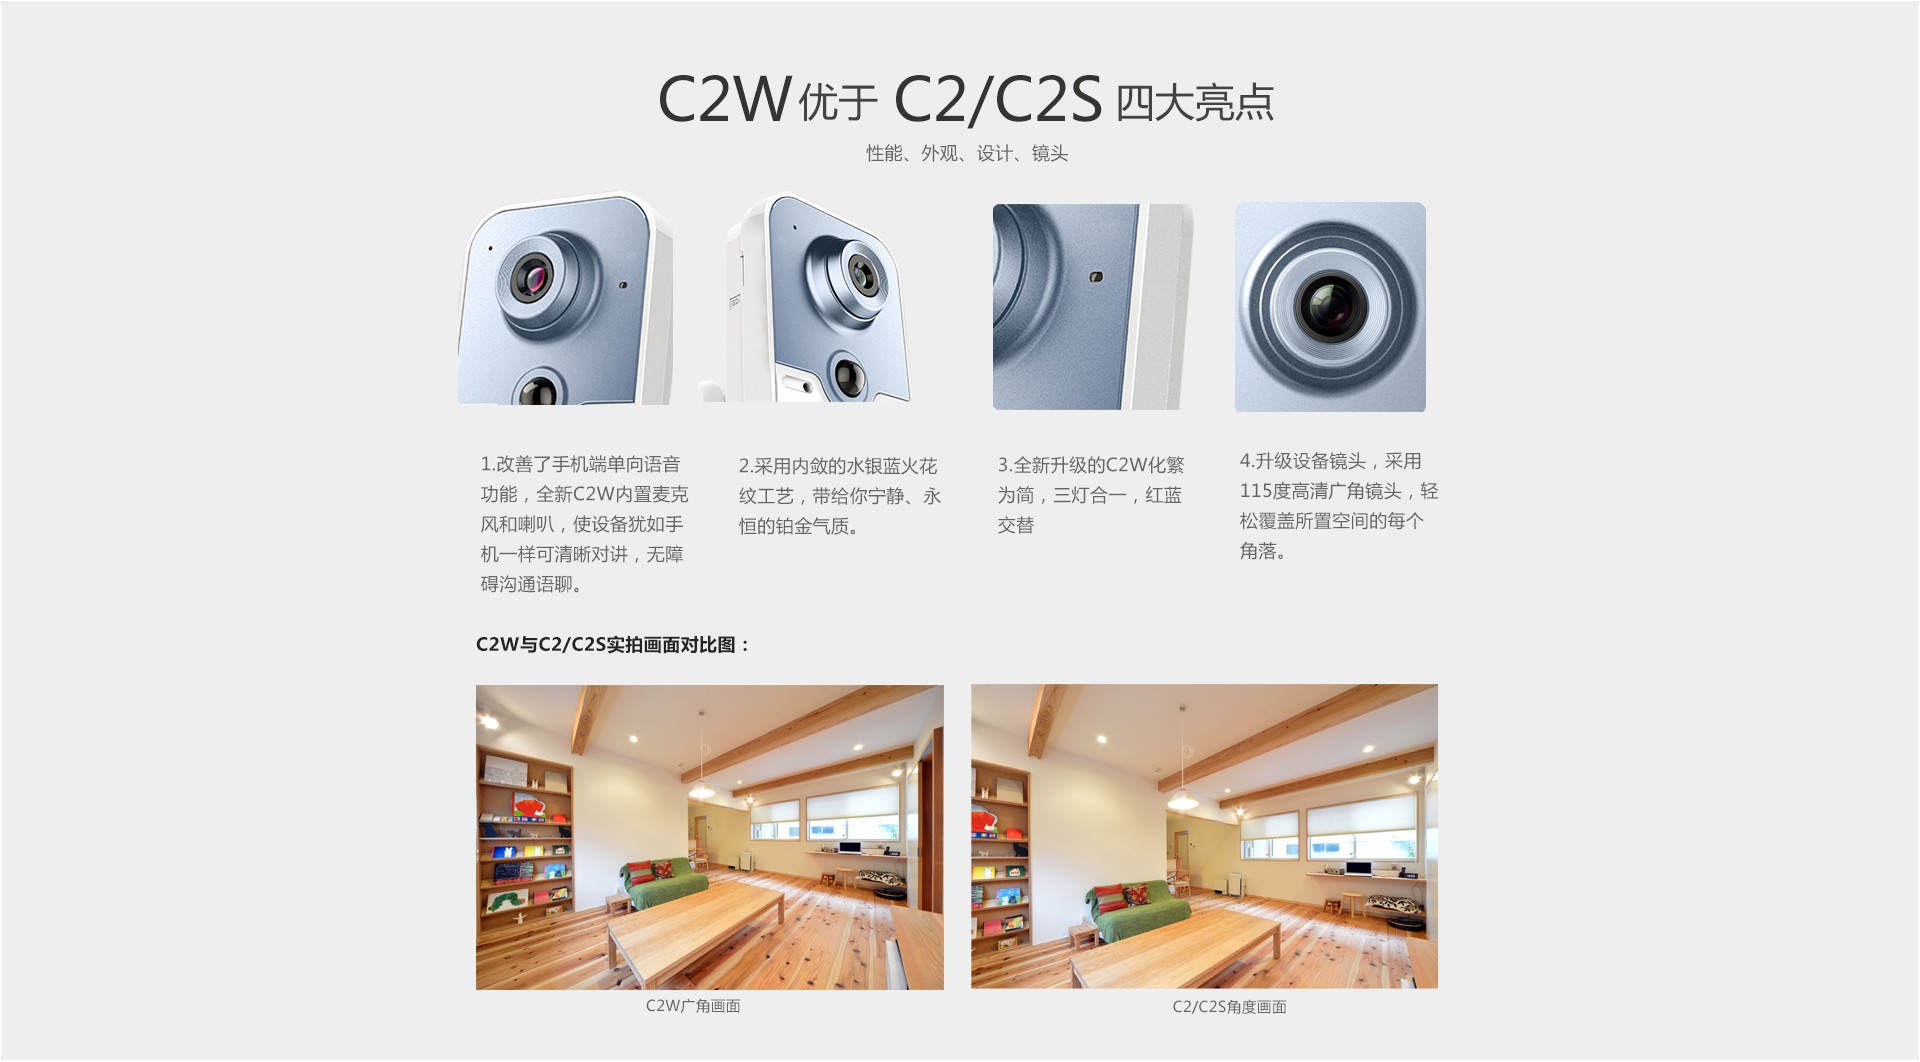 C2W优于 C2/C2S 四大亮点
性能、外观、设计、镜头
1.改善了手机端单向语音
功能，全新C2W内置麦克
风和喇叭，使设备犹如手
机一样可清晰对讲，无障
碍沟通语聊。
2.采用内敛的水银蓝火花
纹工艺，带给你宁静、永
恒的铂金气质。
3.全新升级的C2W化繁
为简，三灯合一，红蓝
交替
4.升级设备镜头，采用
115度高清广角镜头，轻
松覆盖所置空间的每个
角落。
C2W与C2/C2S实拍画面对比图：
C2W广角画面
C2/C2S角度画面